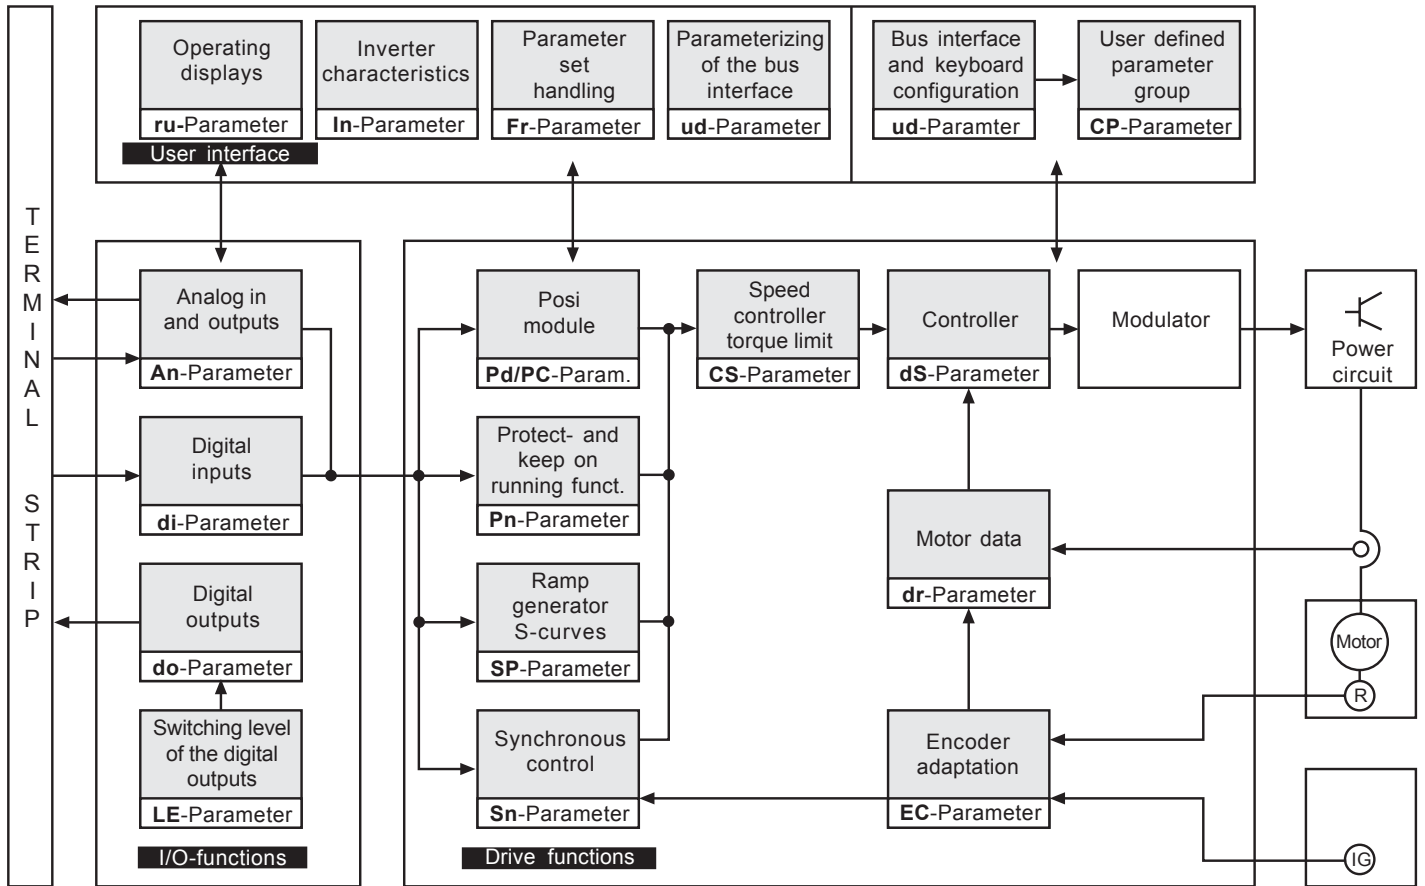 TERMINAL STRIP
Operating
displays
ru-Parameter
Inverter
characteristics
In-Parameter
Parameter
set
handling
Fr-Parameter
Parameterizing
of the bus
interface
ud-Parameter
Bus interface
and keyboard
configuration
ud-Paramter
User defined
parameter
group
CP-Parameter
User interface
Analog in
and outputs
An-Parameter
Digital
inputs
di-Parameter
Digital
outputs
do-Parameter
Switching level
of the digital
outputs
LE-Parameter
I/O-functions
Posi
module
Pd/PC-Param.
Protect- and
keep on
running funct.
Pn-Parameter
Ramp
generator
S-curves
SP-Parameter
Synchronous
control
Sn-Parameter
Drive functions
Speed
controller
torque limit
CS-Parameter
Controller
dS-Parameter
Motor data
dr-Parameter
Encoder
adaptation
EC-Parameter
Modulator
Power
circuit
Motor
R
IG